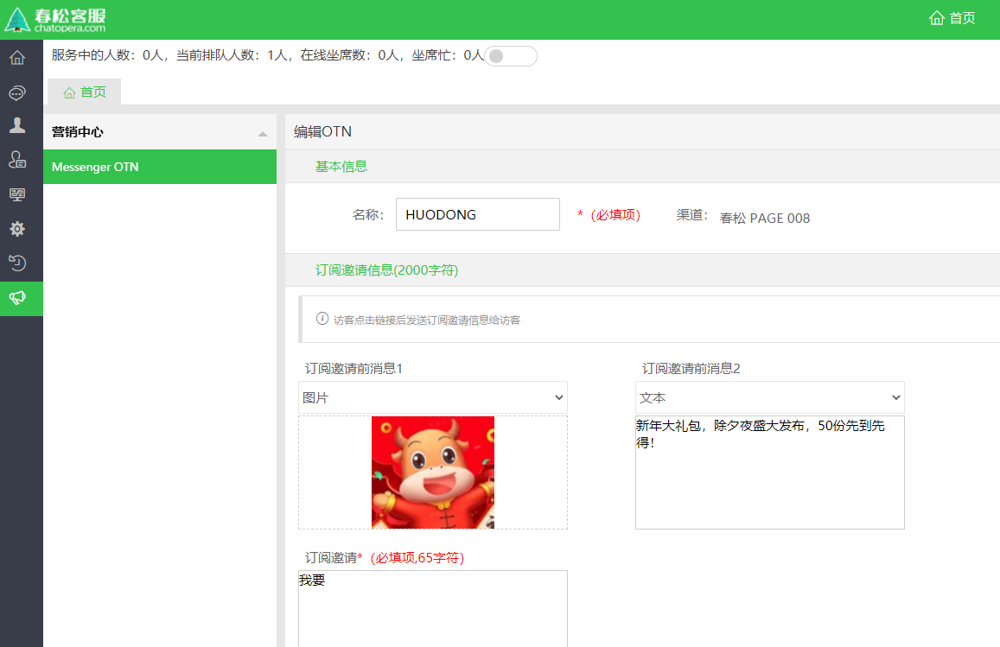 春松客服
chatopera.com
首页
服务中的人数：0人，当前排队人数：1人，在线坐席数：0人，坐席忙：0人
首页
营销中心
Messenger OTN
编辑OTN
基本信息
名称： HUODONG * (必填项) 渠道： 春松 PAGE 008
订阅邀请信息(2000字符)
访客点击链接后发送订阅邀请信息给访客
订阅邀请前消息1
图片
订阅邀请前消息2
文本
新年大礼包，除夕夜盛大发布，50份先到先
得！
订阅邀请* (必填项,65字符)
我要